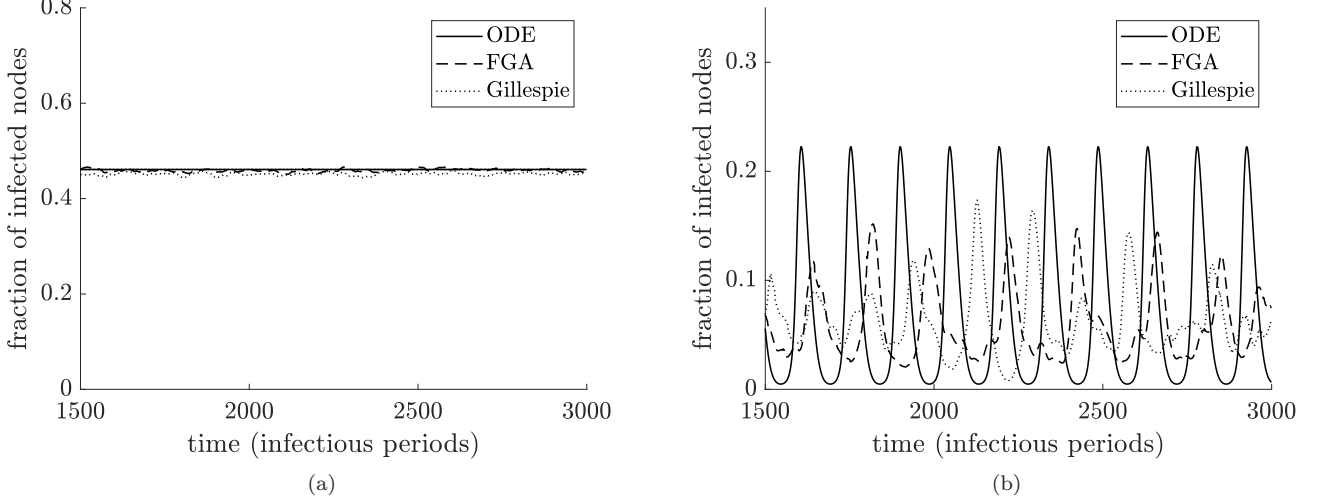 fraction of infected nodes
0.8
0.6
0.4
0.2
0
1500
2000
2500
3000
time (infectious periods)
ODE
FGA
Gillespie
(a)
fraction of infected nodes
0.3
0.2
0.1
0
1500
2000
2500
3000
time (infectious periods)
ODE
FGA
Gillespie
(b)